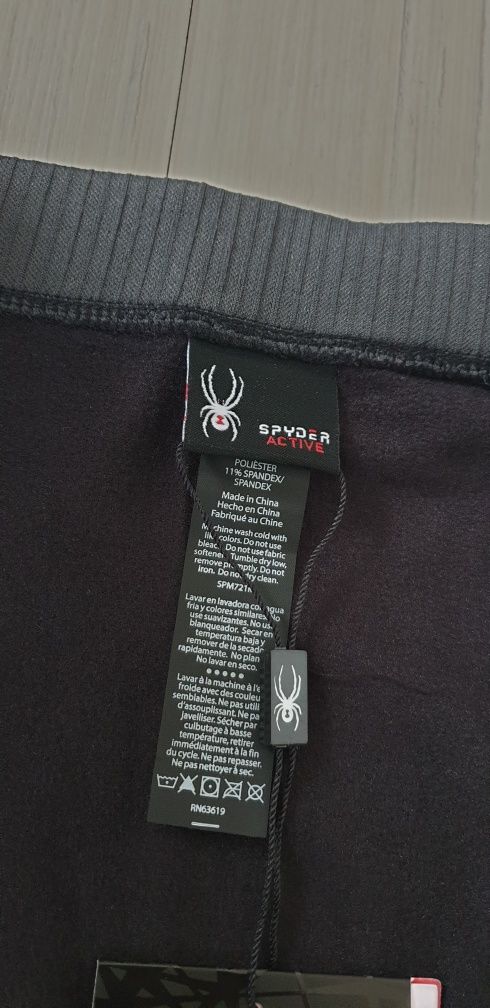 SPYDER
ACTIVE
POLIÉSTER
11% SPANDEX/
SPANDEX
Made in China
Hecho en China
Fabriqué au Chine
Machine wash cold with
like colors. Do not use
bleach. Do not use fabric
softener. Tumble dry low,
remove promptly. Do not
iron. Do not dry clean.
SPM721
Lavar en lavadora con agua
fria y colores similares. No
use suavizantes. No use
blanqueador. Secar en
temperatura baja y
remover de la secado
rapidamente. No plan
No lavar en seco.
Lavar à la machine à l'e
froide avec des couleu
semblables. Ne pas utili
d'assouplissant. Ne pa
javelliser. Sécher par
culbutage à basse
température, retirer
immédiatement à la fin
du cycle. Ne pas repasser.
Ne pas nettoyer à sec.
RN63619